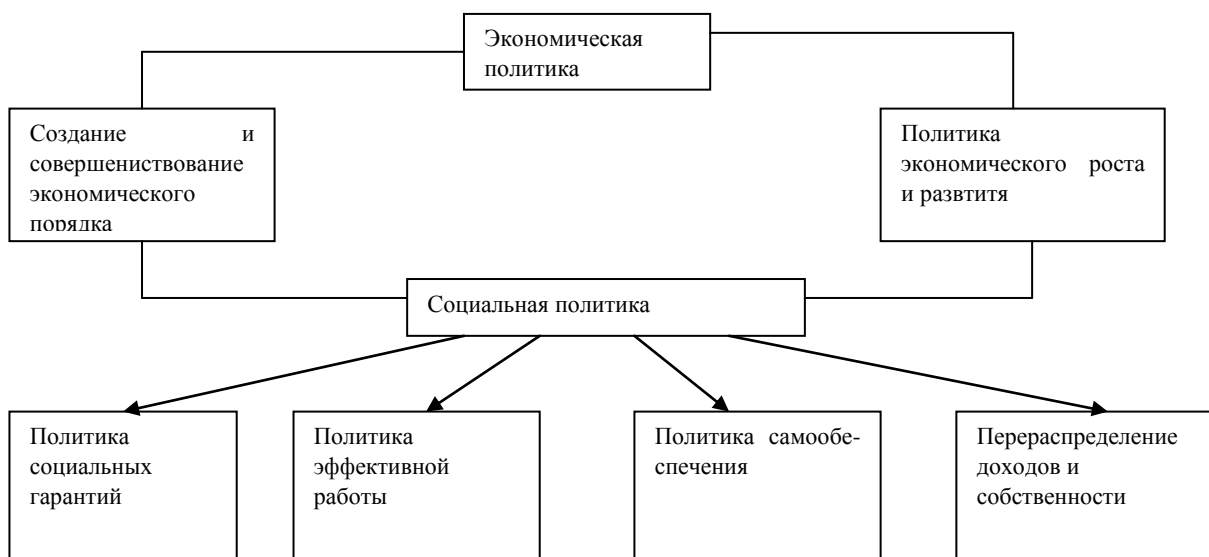 Экономическая
политика
Создание и
совершениствование
экономического
порядка
Политика
экономического роста
и развтитя
Социальная политика
Политика
социальных
гарантий
Политика
эффективной
работы
Политика самообе-
спечения
Перераспределение
доходов и
собственности